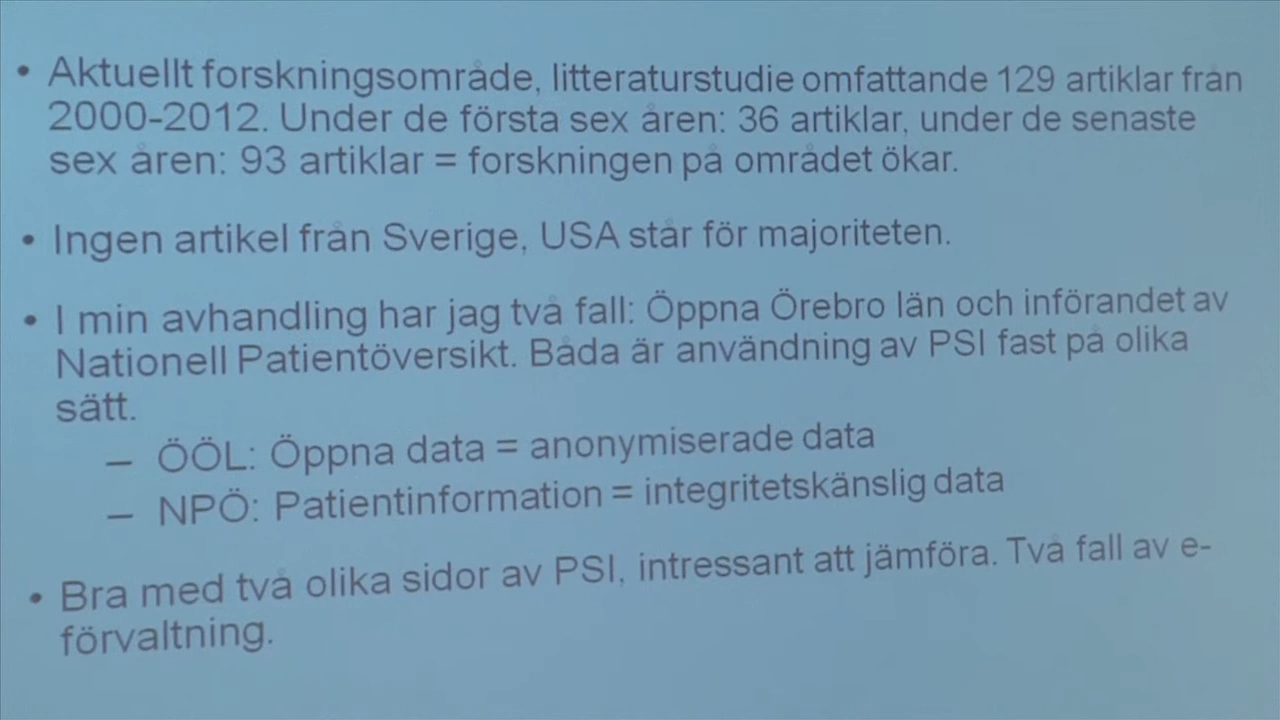 • Aktuellt forskningsområde, litteraturstudie omfattande 129 artiklar från
2000-2012. Under de första sex åren: 36 artiklar, under de senaste
sex åren: 93 artiklar = forskningen på området ökar.
• Ingen artikel från Sverige, USA står för majoriteten.
• I min avhandling har jag två fall: Öppna Örebro län och införandet av
Nationell Patientöversikt. Båda är användning av PSI fast på olika
sätt.
– ÖÖL: Öppna data = anonymiserade data
– NPÖ: Patientinformation = integritetskänslig data
• Bra med två olika sidor av PSI, intressant att jämföra. Två fall av e-
förvaltning.